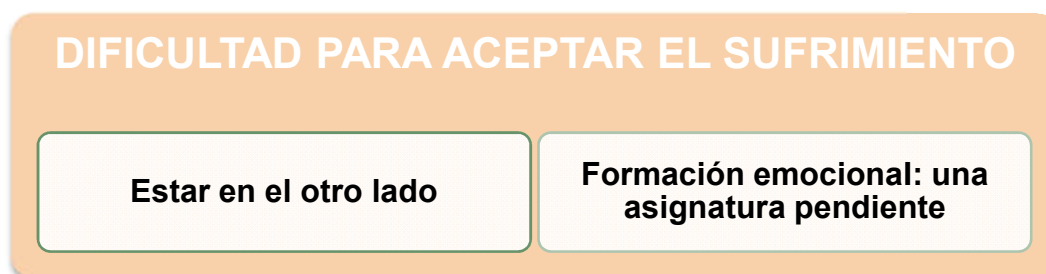 DIFICULTAD PARA ACEPTAR EL SUFRIMIENTO
Estar en el otro lado
Formación emocional: una
asignatura pendiente